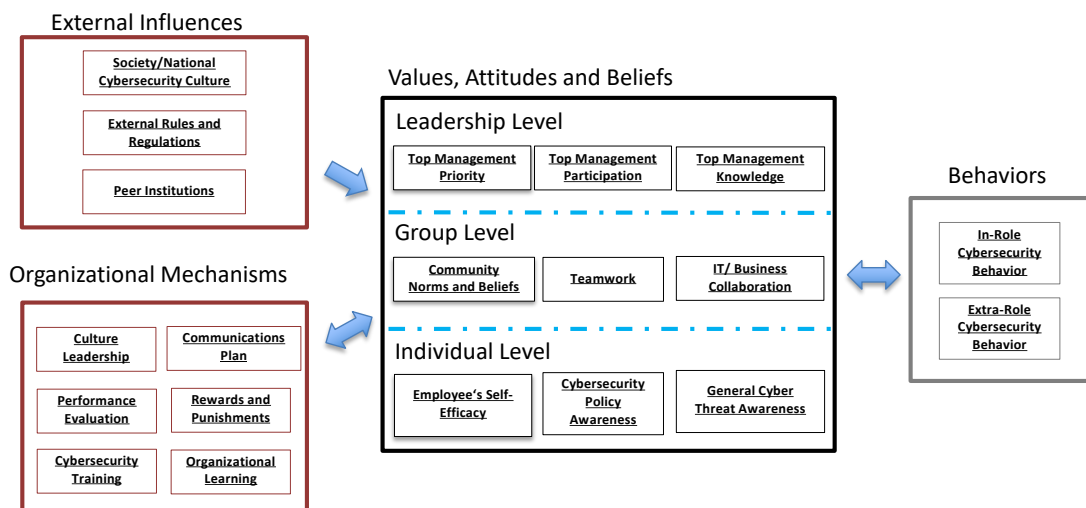 External Influences
Society/National
Cybersecurity Culture
External Rules and
Regulations
Peer Institutions
Organizational Mechanisms
Culture
Leadership
Communications
Plan
Performance
Evaluation
Rewards and
Punishments
Cybersecurity
Training
Organizational
Learning
Values, Attitudes and Beliefs
Leadership Level
Top Management
Priority
Top Management
Participation
Top Management
Knowledge
Group Level
Community
Norms and Beliefs
Teamwork
IT/ Business
Collaboration
Individual Level
Employee‘s Self-
Efficacy
Cybersecurity
Policy
Awareness
General Cyber
Threat Awareness
Behaviors
In-Role
Cybersecurity
Behavior
Extra-Role
Cybersecurity
Behavior